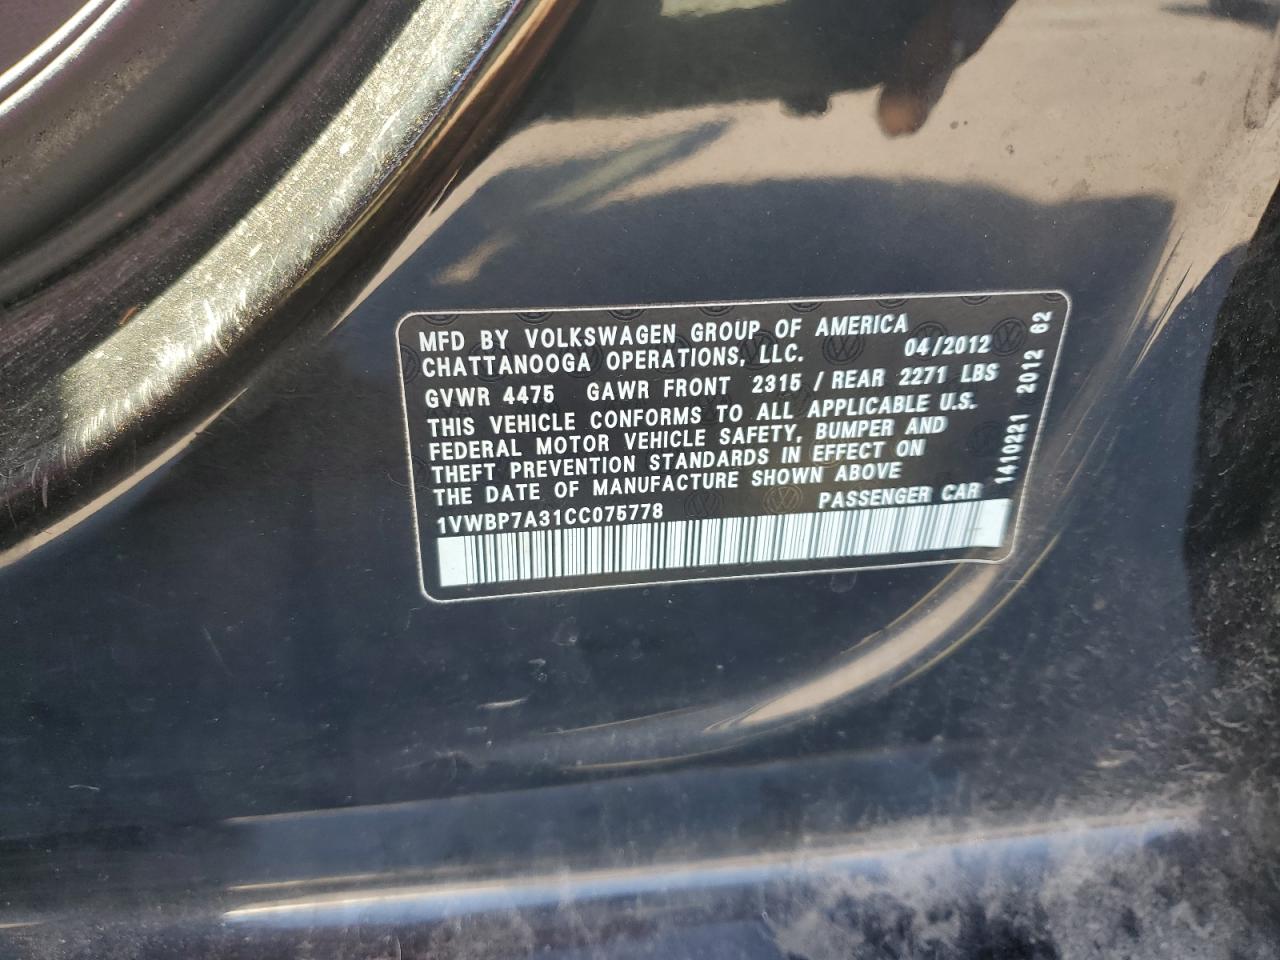 MFD BY VOLKSWAGEN GROUP OF AMERICA
CHATTANOOGA OPERATIONS, LLC. 04/2012
GVWR 4475 GAWR FRONT 2315 / REAR 2271 LBS
THIS VEHICLE CONFORMS TO ALL APPLICABLE U.S.
FEDERAL MOTOR VEHICLE SAFETY, BUMPER AND
THEFT PREVENTION STANDARDS IN EFFECT ON
THE DATE OF MANUFACTURE SHOWN ABOVE
1VWBP7A31CC075778 PASSENGER CAR
1410221 2012 62